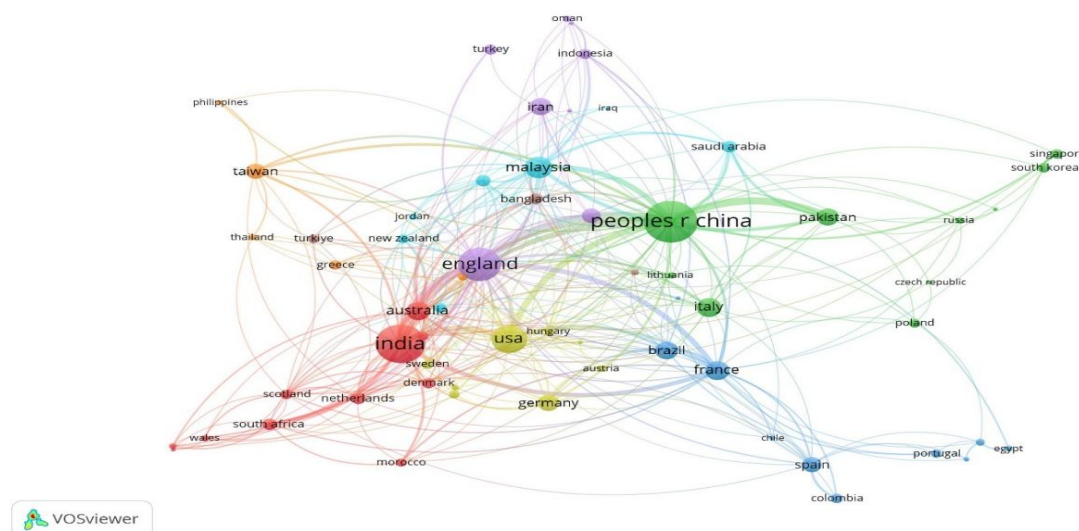 oman
turkey
indonesia
philippines
iran
iraq
saudi arabia
singapor
malaysia
south korea
taiwan
bangladesh
jordan
peoples r china
pakistan
russia
thailand
turkiye
new zealand
greece
england
lithuania
czech republic
australia
italy
poland
india
usa
hungary
brazil
sweden
austria
france
denmark
scotland
netherlands
germany
south africa
wales
chile
morocco
spain
portugal
egypt
colombia
VOSviewer